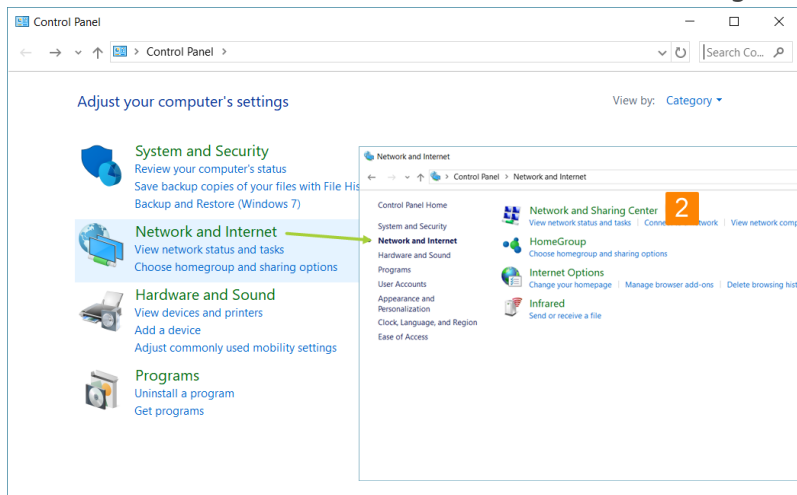 Control Panel
Control Panel
Search Co...
Adjust your computer's settings
View by: Category
System and Security
Review your computer's status
Save backup copies of your files with File His
Backup and Restore (Windows 7)
Network and Internet
View network status and tasks
Choose homegroup and sharing options
Hardware and Sound
View devices and printers
Add a device
Adjust commonly used mobility settings
Programs
Uninstall a program
Get programs
Network and Internet
Control Panel > Network and Internet
Control Panel Home
System and Security
Network and Internet
Hardware and Sound
Programs
User Accounts
Appearance and
Personalization
Clock, Language, and Region
Ease of Access
Network and Sharing Center 2
View network status and tasks View network comp
HomeGroup
Choose homegroup and sharing options
Internet Options
Change your homepage Manage browser add-ons Delete browsing hist
Infrared
Send or receive a file